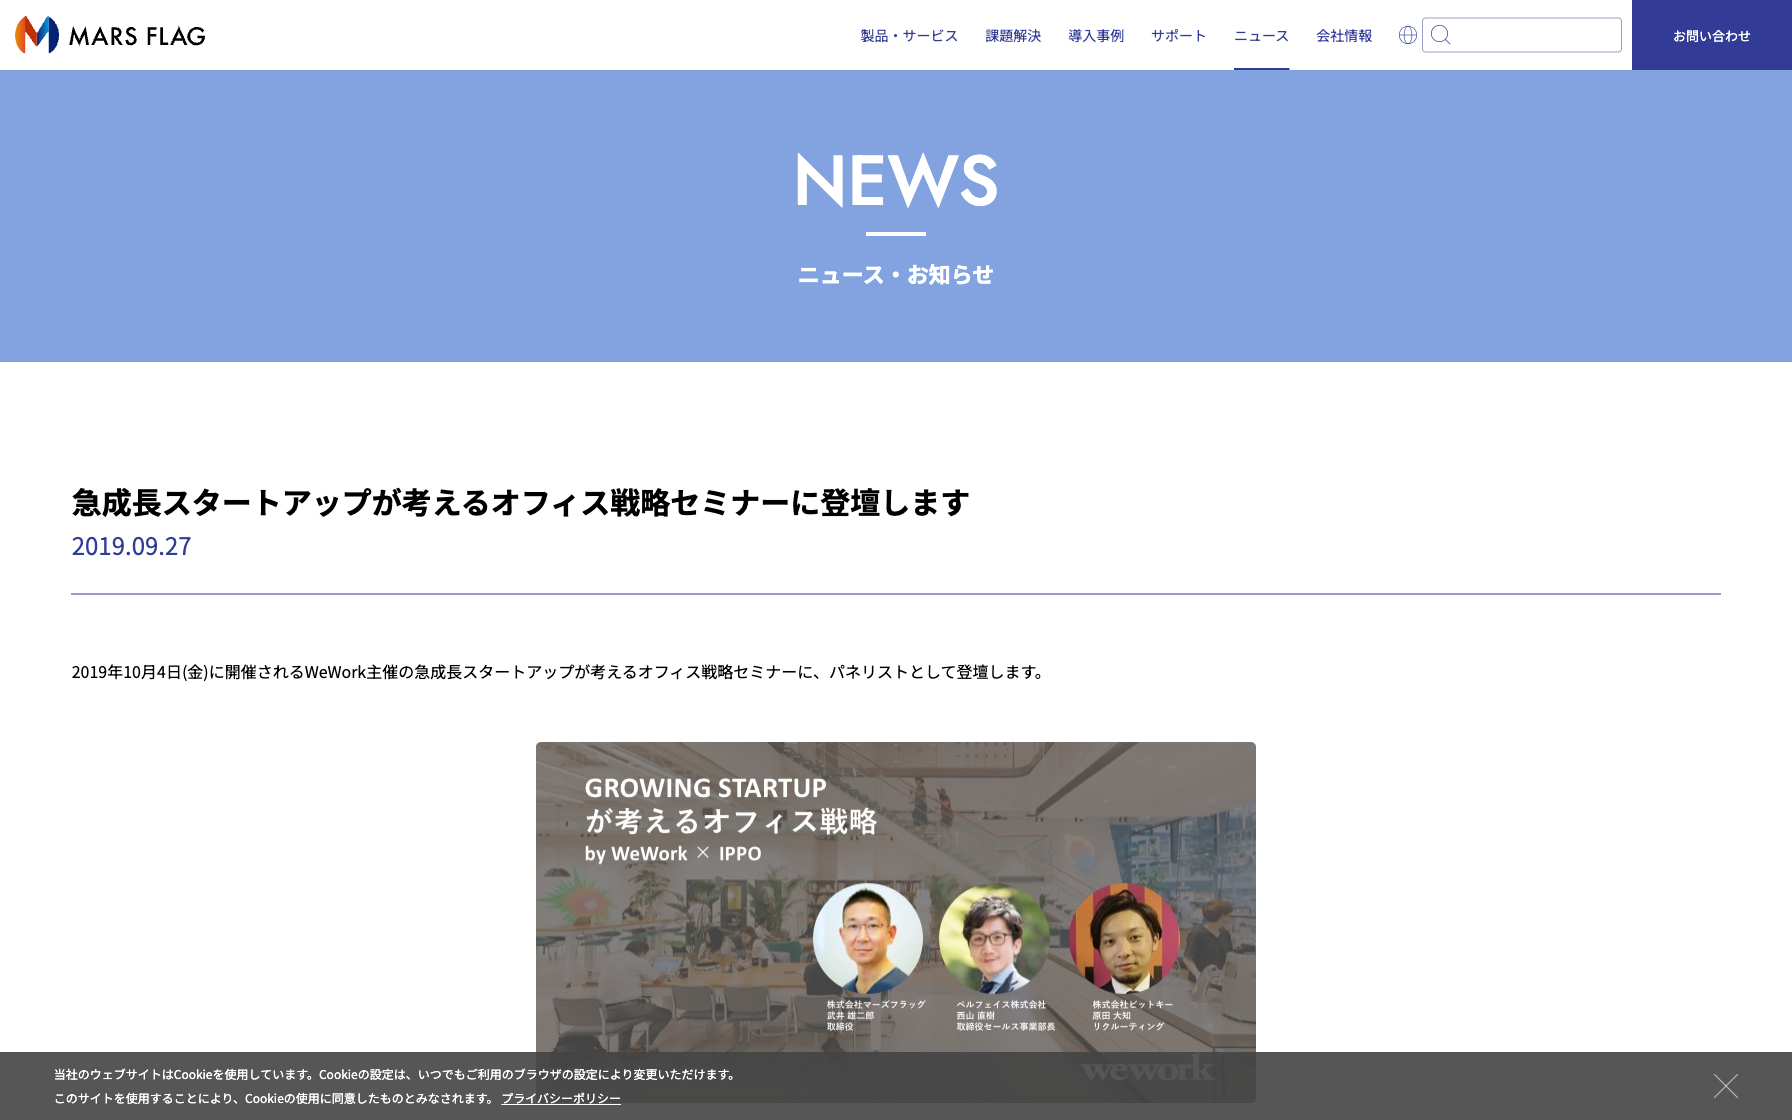 MARS FLAG
製品・サービス
課題解決
導入事例
サポート
ニュース
会社情報
お問い合わせ
NEWS
ニュース・お知らせ
急成長スタートアップが考えるオフィス戦略セミナーに登壇します
2019.09.27
2019年10月4日(金)に開催されるWeWork主催の急成長スタートアップが考えるオフィス戦略セミナーに、パネリストとして登壇します。
GROWING STARTUP
が考えるオフィス戦略
by WeWork × IPPO
株式会社マーズフラッグ
武井 雄二郎
取締役
ベルフェイス株式会社
西山 直樹
取締役セールス事業部長
株式会社ビットキー
原田 大知
リクルーティング
wework
当社のウェブサイトはCookieを使用しています。Cookieの設定は、いつでもご利用のブラウザの設定により変更いただけます。
このサイトを使用することにより、Cookieの使用に同意したものとみなされます。 プライバシーポリシー